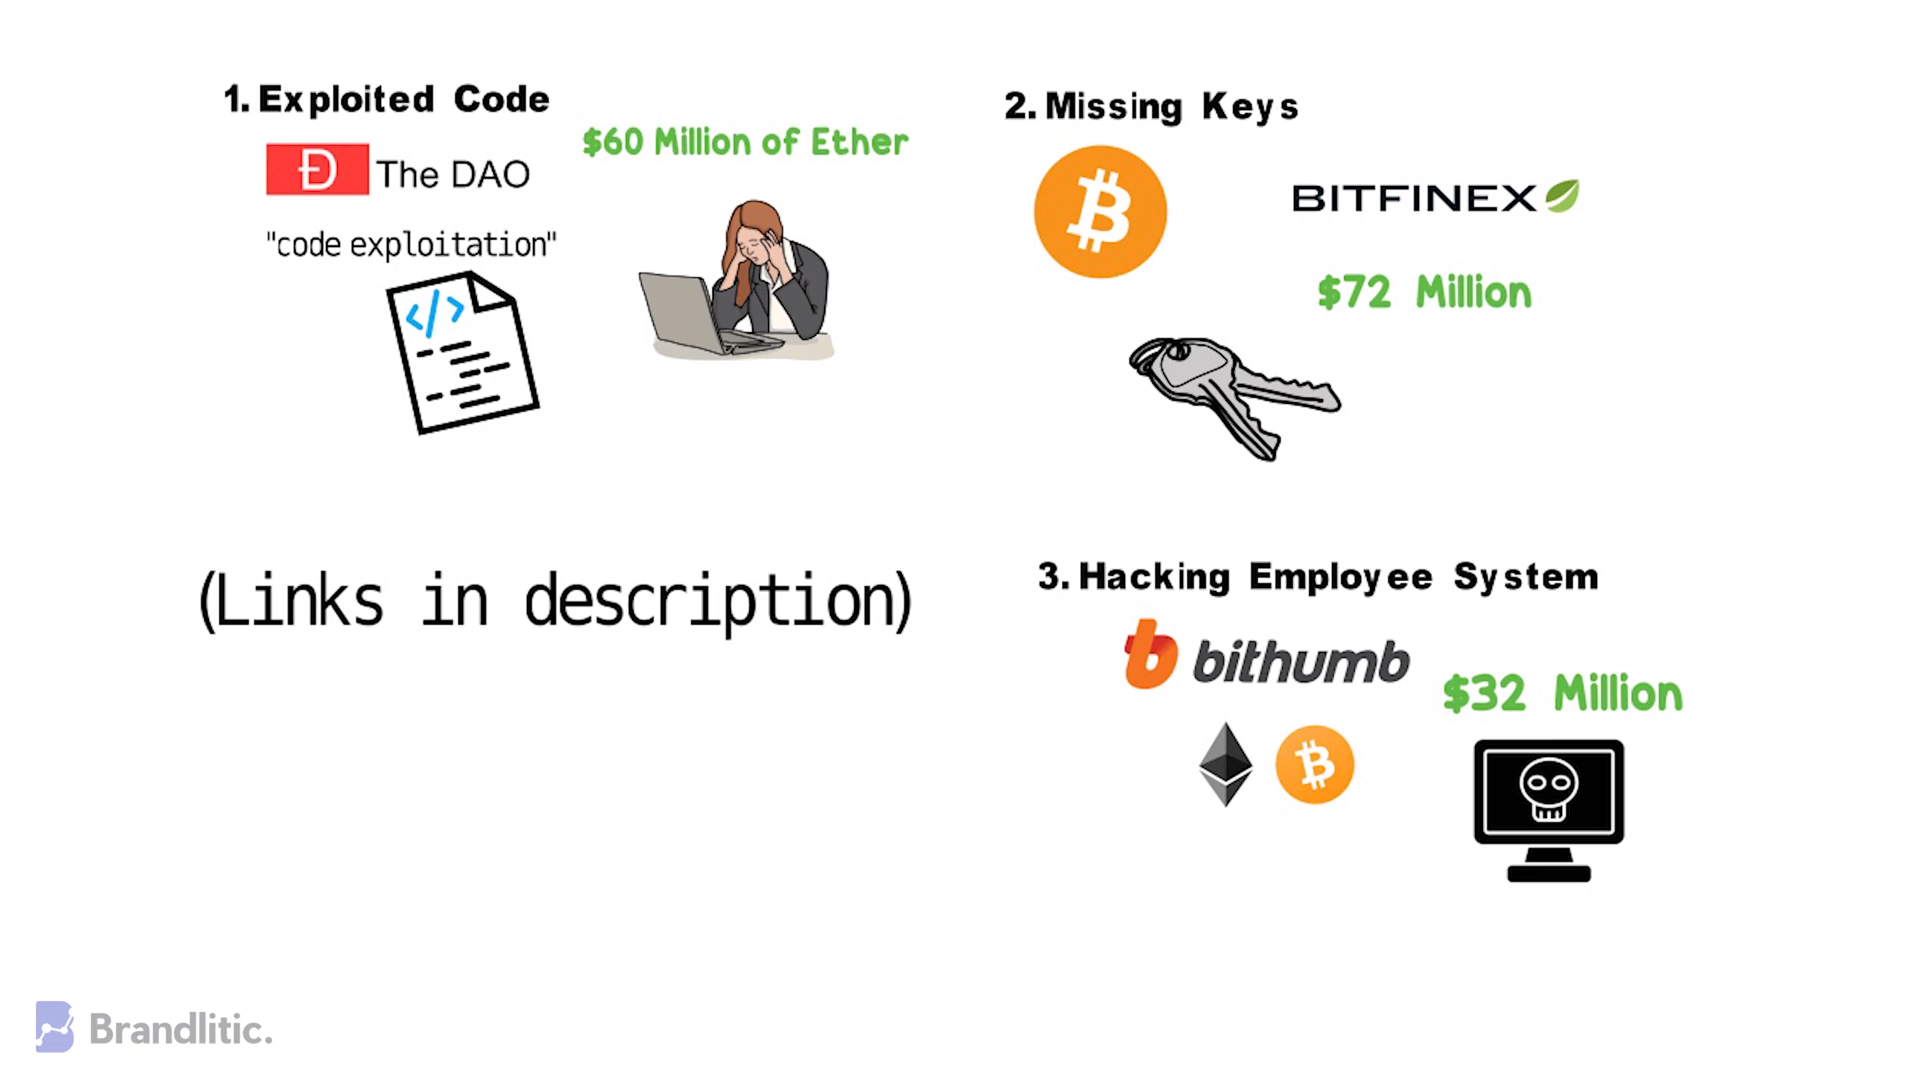 1. Exploited Code
$60 Million of Ether
Đ The DAO
"code exploitation"
</>
2. Missing Keys
BITFINEX
$72 Million
(Links in description)
3. Hacking Employee System
bithumb
$32 Million
Brandlitic.